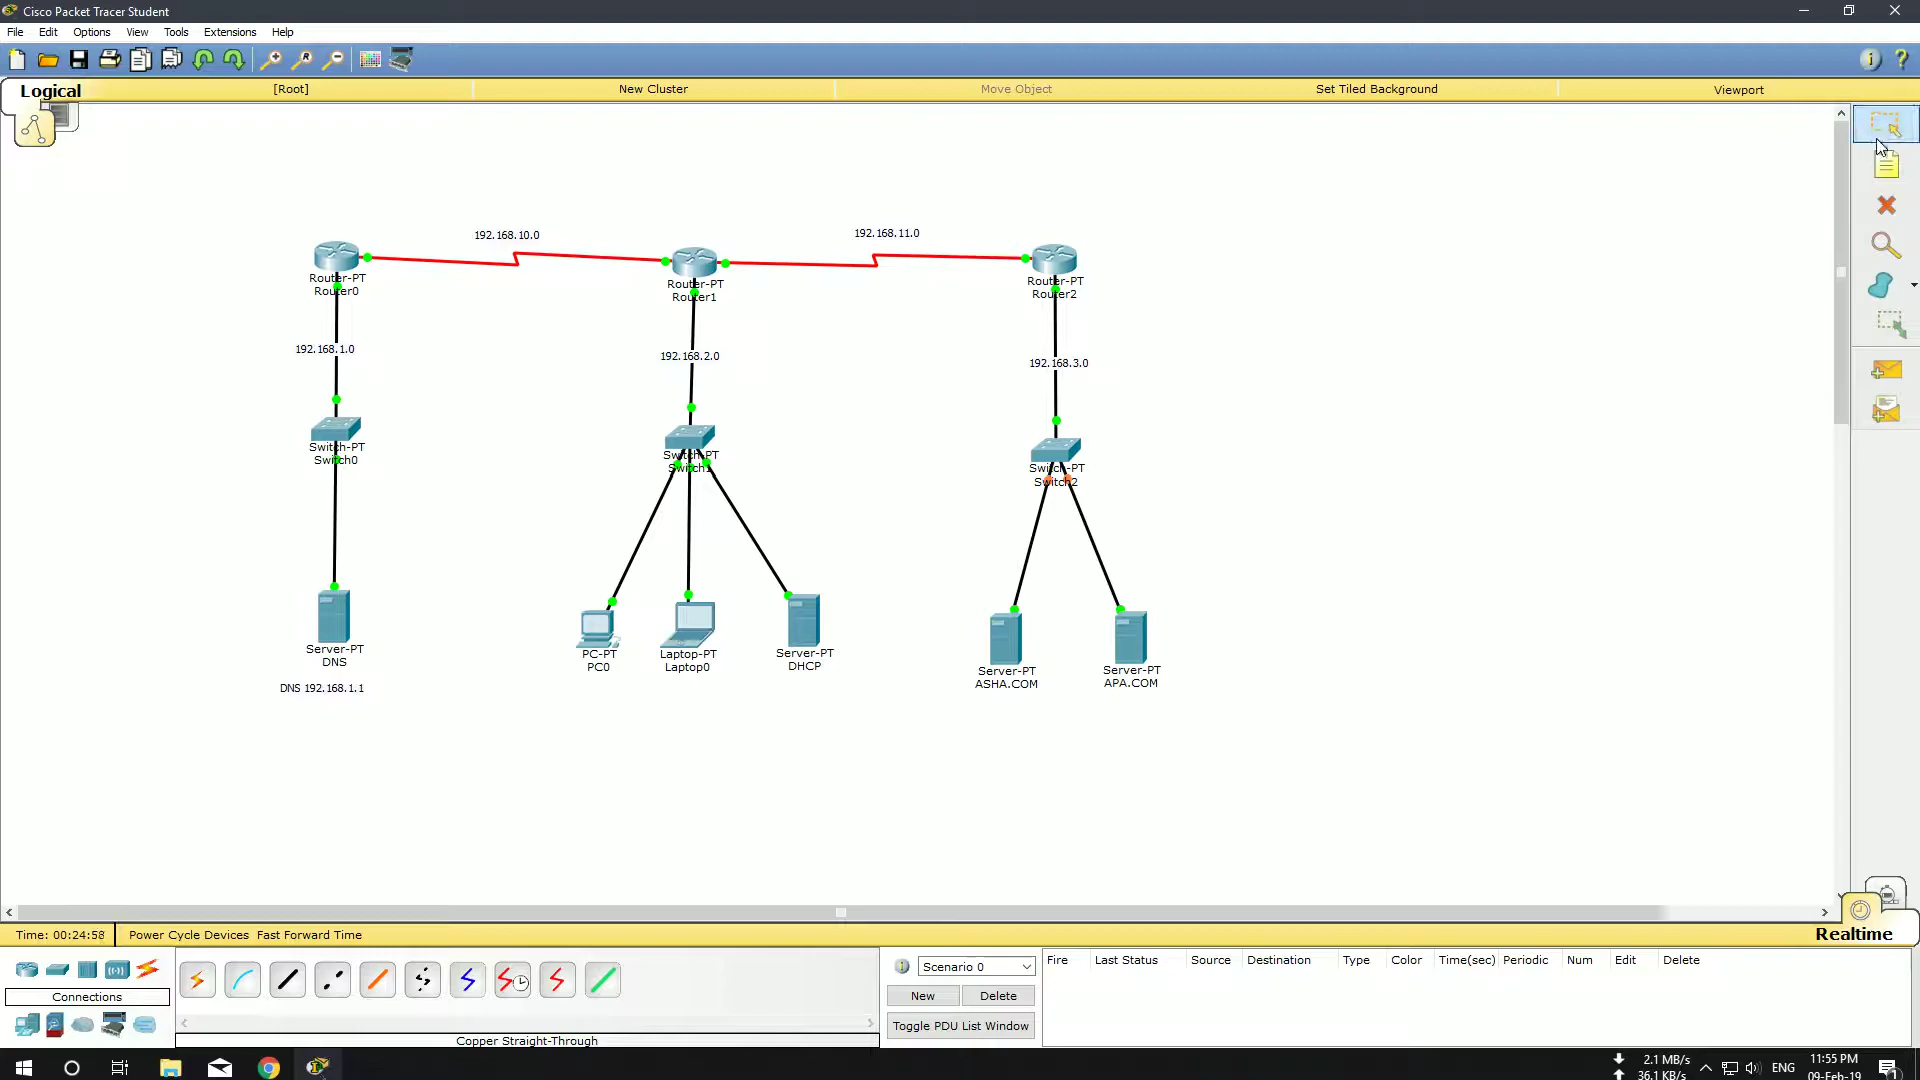 Cisco Packet Tracer Student
File Edit Options View Tools Extensions Help
Logical [Root] New Cluster Move Object Set Tiled Background Viewport
192.168.10.0
192.168.11.0
Router-PT
Router0
Router-PT
Router1
Router-PT
Router2
192.168.1.0
192.168.2.0
192.168.3.0
Switch-PT
Switch0
Switch-PT
Switch1
Switch-PT
Switch2
Server-PT
DNS
PC-PT
PC0
Laptop-PT
Laptop0
Server-PT
DHCP
Server-PT
ASHA.COM
Server-PT
APA.COM
DNS 192.168.1.1
Time: 00:24:58 Power Cycle Devices Fast Forward Time
Realtime
Connections
Copper Straight-Through
Scenario 0
New Delete
Toggle PDU List Window
Fire Last Status Source Destination Type Color Time(sec) Periodic Num Edit Delete
2.1 MB/s
36.1 KB/s
ENG
11:55 PM
09-Feb-19
1